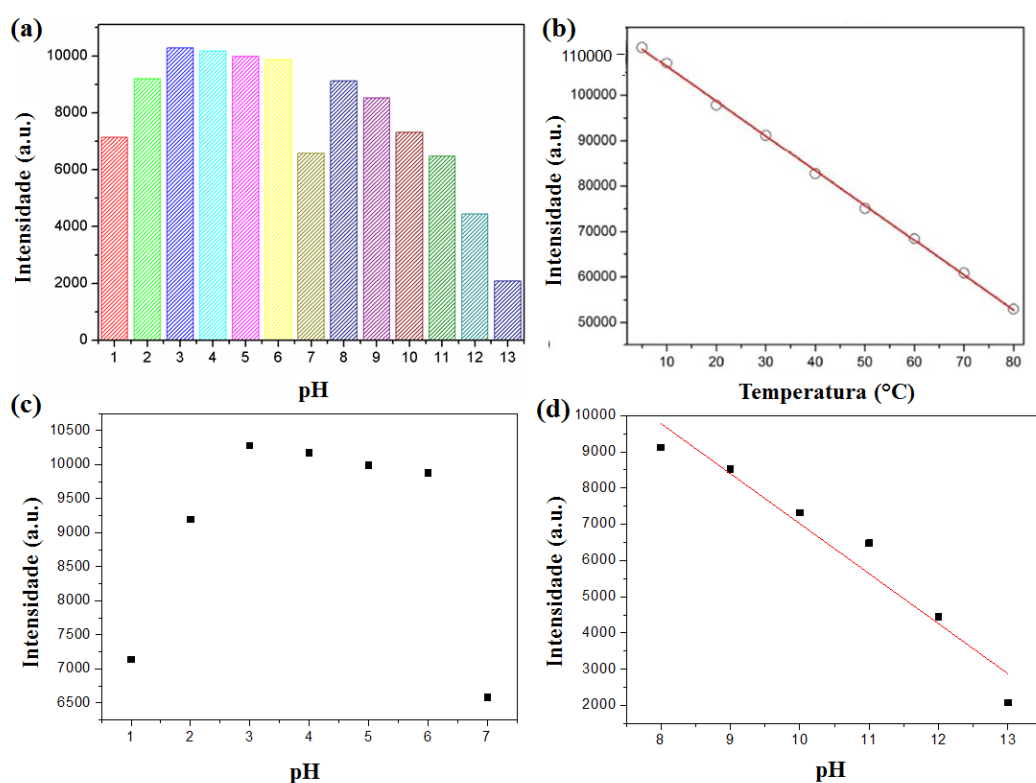 (a)
Intensidade (a.u.)
10000
8000
6000
4000
2000
0
1 2 3 4 5 6 7 8 9 10 11 12 13
pH
(b)
Intensidade (a.u.)
110000
100000
90000
80000
70000
60000
50000
10 20 30 40 50 60 70 80
Temperatura (°C)
(c)
Intensidade (a.u.)
10500
10000
9500
9000
8500
8000
7500
7000
6500
1 2 3 4 5 6 7
pH
(d)
Intensidade (a.u.)
10000
9000
8000
7000
6000
5000
4000
3000
2000
8 9 10 11 12 13
pH